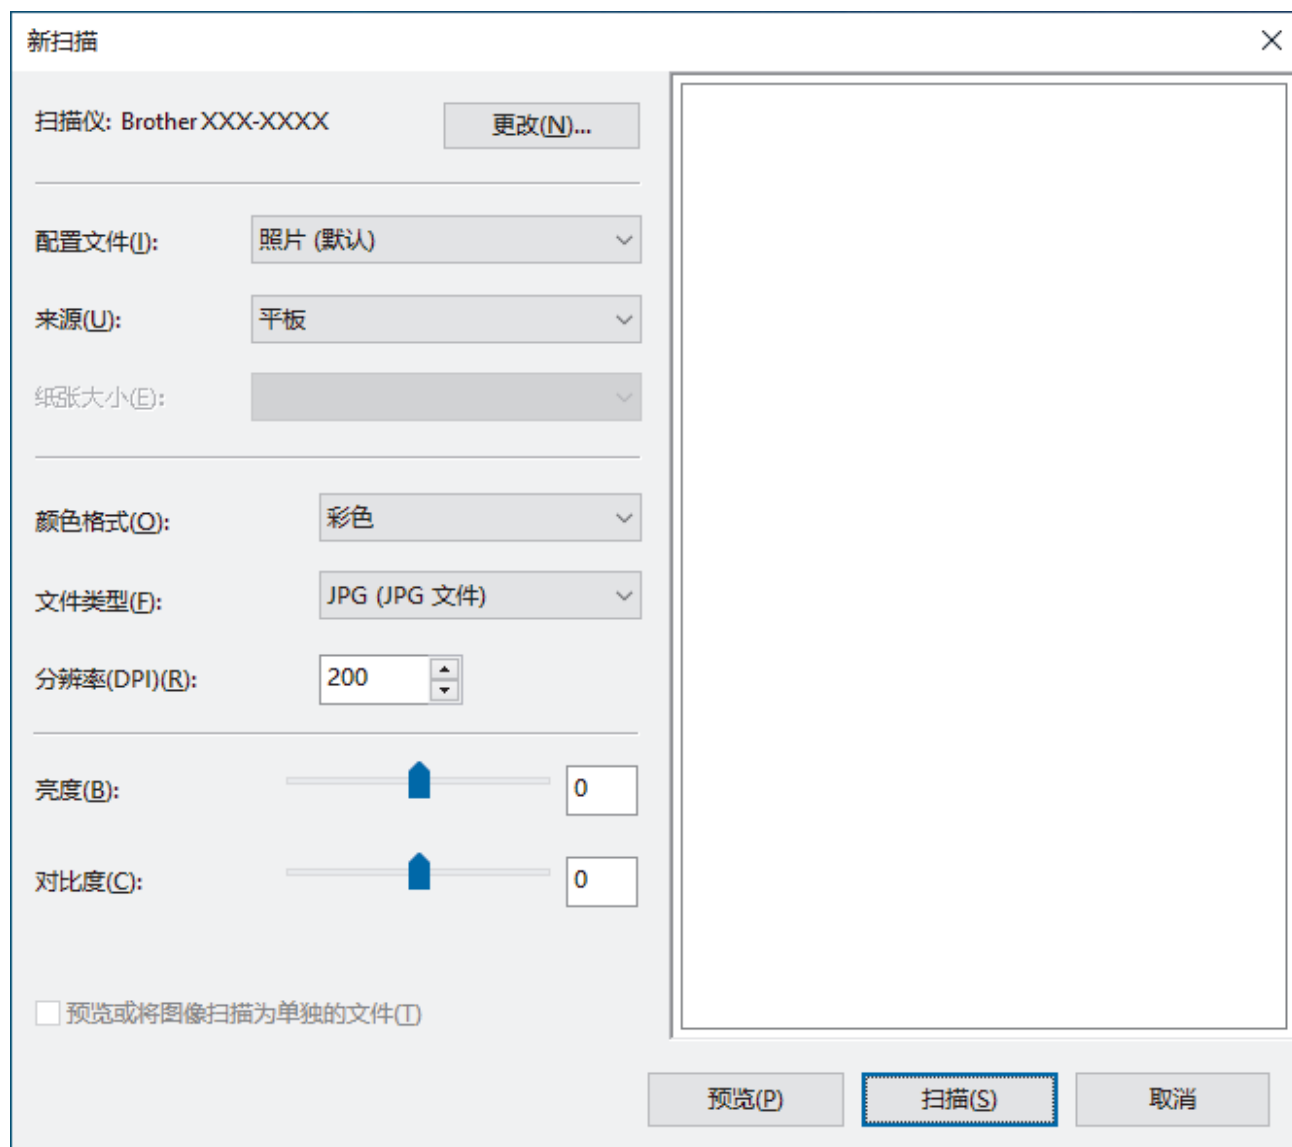 新扫描
扫描仪: Brother XXX-XXXX 更改(N)...
配置文件(I): 照片 (默认)
来源(U): 平板
纸张大小(E):
颜色格式(O): 彩色
文件类型(F): JPG (JPG 文件)
分辨率(DPI)(R): 200
亮度(B): 0
对比度(C): 0
预览或将图像扫描为单独的文件(T)
预览(P) 扫描(S) 取消